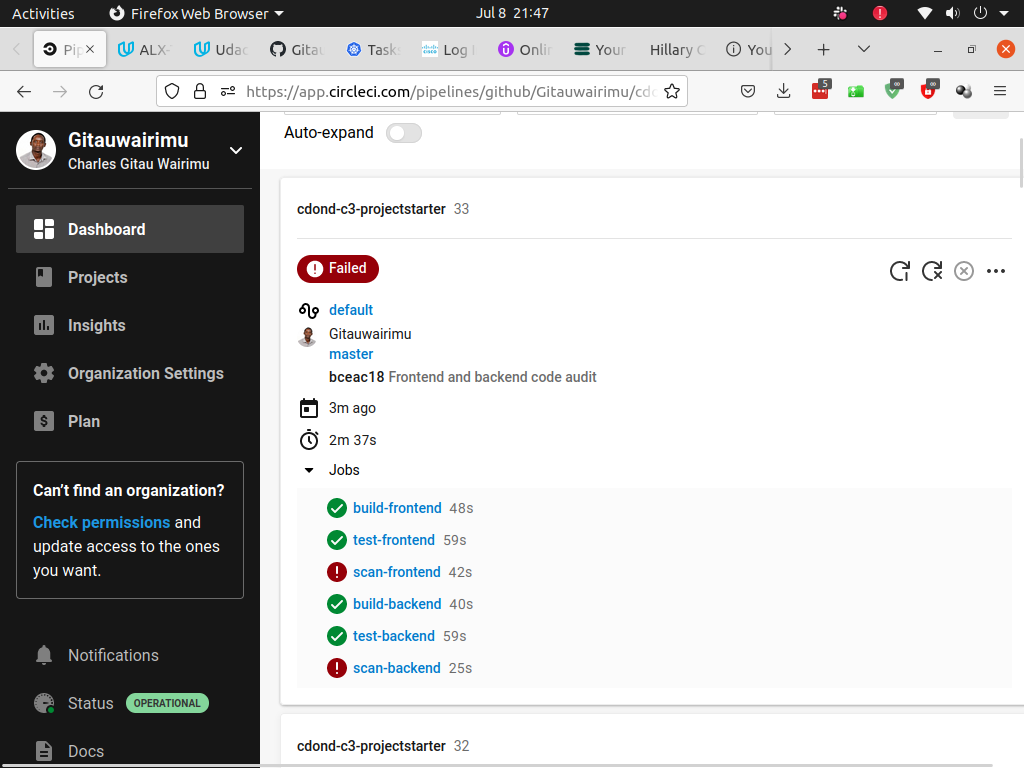 Activities
Firefox Web Browser
Jul 8 21:47
Pip
ALX-
Udac
Gitau
Task
Log
Onlin
Your
Hillary
You
https://app.circleci.com/pipelines/github/Gitauwairimu/cdo
5
Gitauwairimu
Charles Gitau Wairimu
Dashboard
Projects
Insights
Organization Settings
Plan
Can't find an organization?
Check permissions and
update access to the ones
you want.
Notifications
Status OPERATIONAL
Docs
Auto-expand
cdond-c3-projectstarter 33
Failed
default
Gitauwairimu
master
bceac18 Frontend and backend code audit
3m ago
2m 37s
Jobs
build-frontend 48s
test-frontend 59s
scan-frontend 42s
build-backend 40s
test-backend 59s
scan-backend 25s
cdond-c3-projectstarter 32